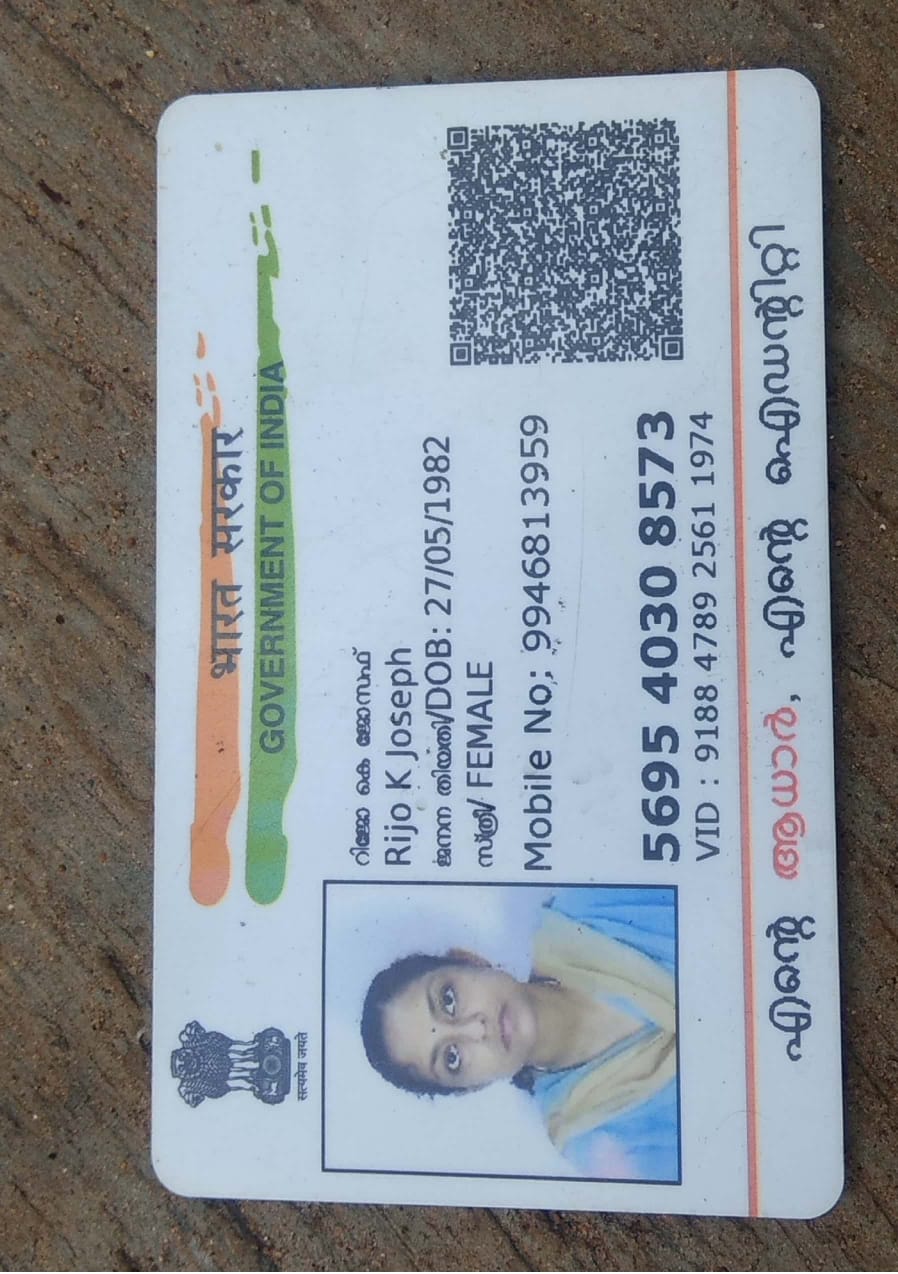 भारत सरकार
GOVERNMENT OF INDIA
सत्यमेव जयते
റിജോ കെ ജോസഫ്
Rijo K Joseph
ജനന തിയ്തി/DOB: 27/05/1982
സ്ത്രീ/ FEMALE
Mobile No: 9946813959
5695 4030 8573
VID : 9188 4789 2561 1974
എന്റെ ആധാർ, എന്റെ ഐഡന്റിറ്റി